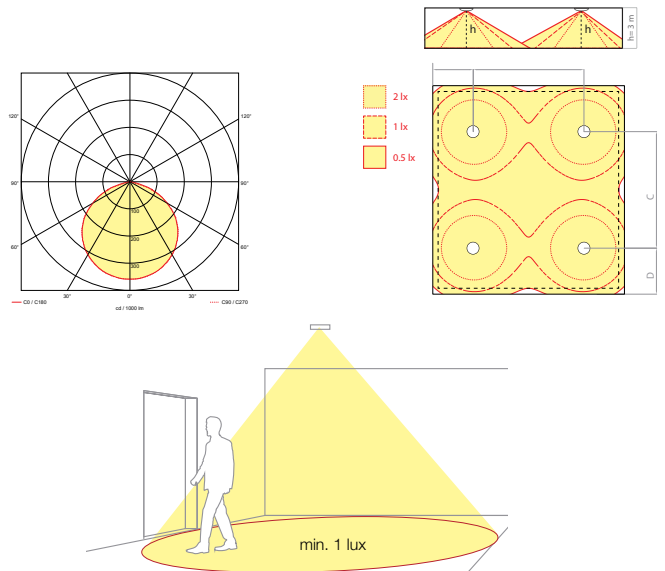 h
h
h= 3 m
2 lx
1 lx
0.5 lx
C
D
120°
120°
90°
90°
60°
60°
100
200
300
30°
0°
30°
C0 / C180
C90 / C270
cd / 1000 lm
min. 1 lux